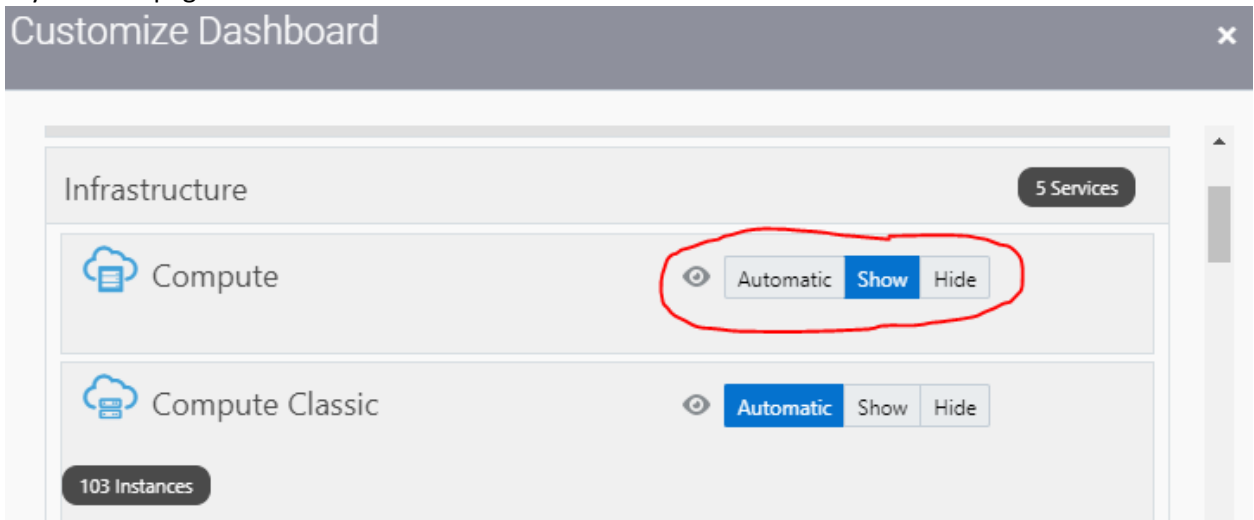 Customize Dashboard ×
Infrastructure 5 Services
Compute Automatic Show Hide
Compute Classic Automatic Show Hide
103 Instances